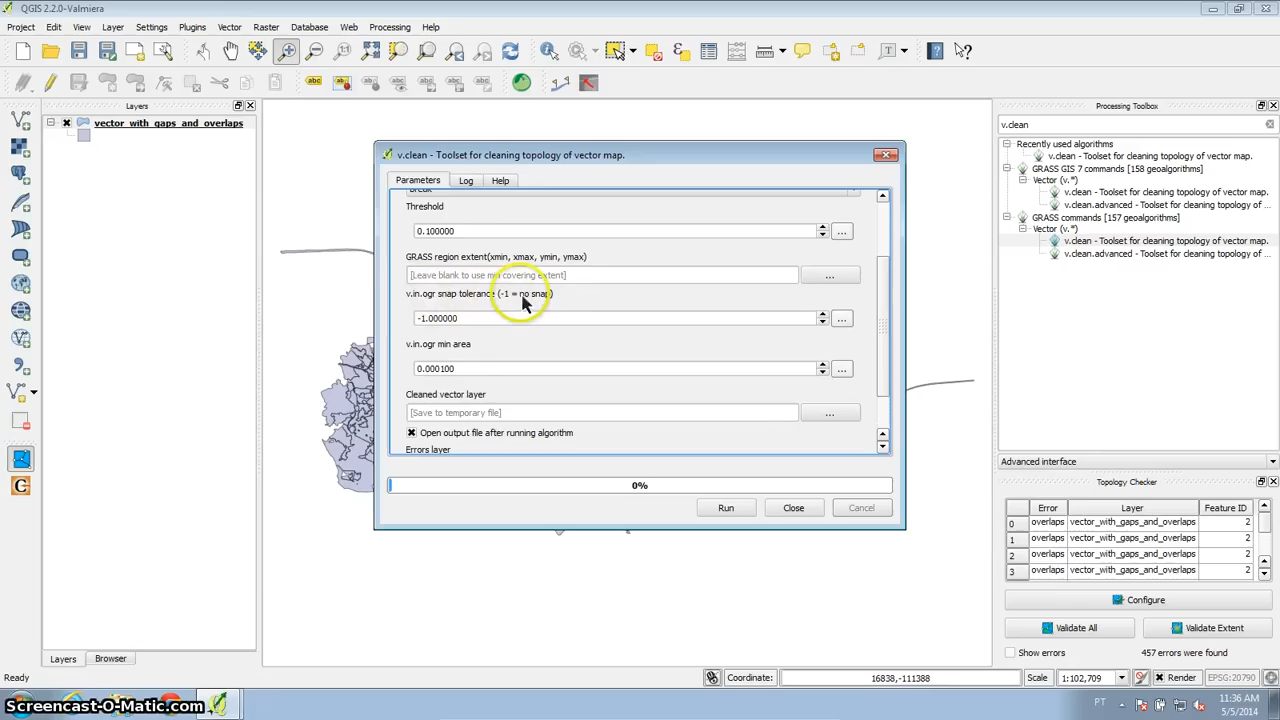 QGIS 2.2.0-Valmiera
Project Edit View Layer Settings Plugins Vector Raster Database Web Processing Help
Layers
vector_with_gaps_and_overlaps
Processing Toolbox
v.clean
Recently used algorithms
v.clean - Toolset for cleaning topology of vector map.
GRASS GIS 7 commands [158 geoalgorithms]
Vector (v.*)
v.clean - Toolset for cleaning topology of vector map.
v.clean.advanced - Toolset for cleaning topology of ...
GRASS commands [157 geoalgorithms]
Vector (v.*)
v.clean - Toolset for cleaning topology of vector map.
v.clean.advanced - Toolset for cleaning topology of ...
v.clean - Toolset for cleaning topology of vector map.
Parameters Log Help
Break
Threshold
0.100000
GRASS region extent(xmin, xmax, ymin, ymax)
[Leave blank to use min covering extent]
v.in.ogr snap tolerance (-1 = no snap)
-1.000000
v.in.ogr min area
0.000100
Cleaned vector layer
[Save to temporary file]
Open output file after running algorithm
Errors layer
0%
Run Close Cancel
Advanced interface
Topology Checker
Error Layer Feature ID
0 overlaps vector_with_gaps_and_overlaps 2
1 overlaps vector_with_gaps_and_overlaps 2
2 overlaps vector_with_gaps_and_overlaps 2
3 overlaps vector_with_gaps_and_overlaps 2
Configure
Validate All Validate Extent
Show errors 457 errors were found
Layers Browser
Ready Coordinate: 16838,-111388 Scale 1:102,709 Render EPSG:20790
Screencast-O-Matic.com
PT
11:36 AM
5/5/2014